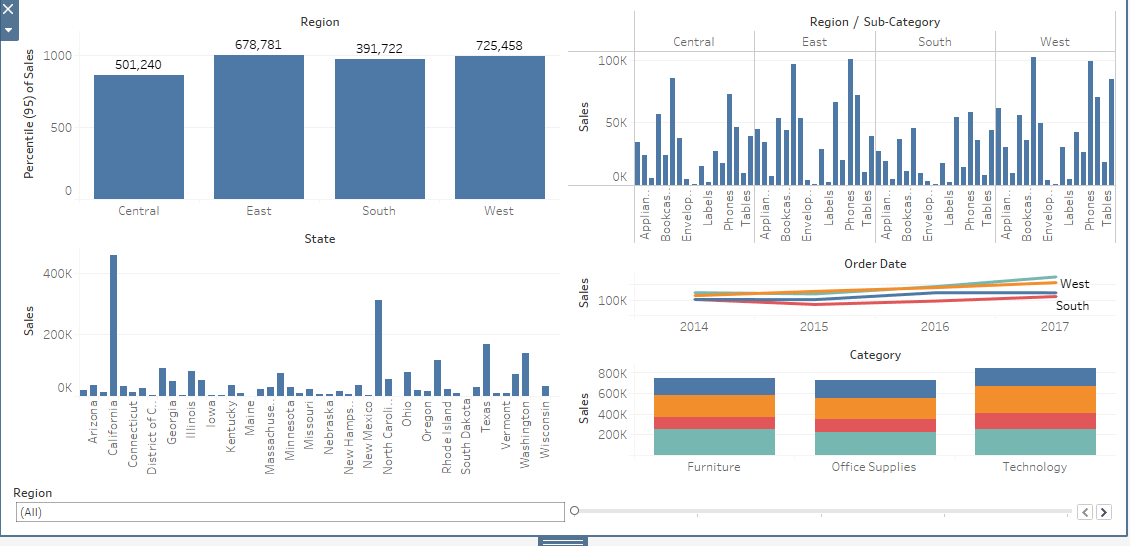 Region
Percentile (95) of Sales
1000
500
0
501,240
678,781
391,722
725,458
Central
East
South
West
Region / Sub-Category
Central
East
South
West
Sales
100K
50K
0K
Applian..
Bookcas..
Envelop..
Labels
Phones
Tables
Applian..
Bookcas..
Envelop..
Labels
Phones
Tables
Applian..
Bookcas..
Envelop..
Labels
Phones
Tables
Applian..
Bookcas..
Envelop..
Labels
Phones
Tables
State
Sales
400K
200K
0K
Arizona
California
Connecticut
District of C..
Georgia
Illinois
Iowa
Kentucky
Maine
Massachuse..
Minnesota
Missouri
Nebraska
New Hamps..
New Mexico
North Caroli..
Ohio
Oregon
Rhode Island
South Dakota
Texas
Vermont
Washington
Wisconsin
Order Date
Sales
100K
West
South
2014
2015
2016
2017
Category
Sales
800K
600K
400K
200K
Furniture
Office Supplies
Technology
Region
(All)